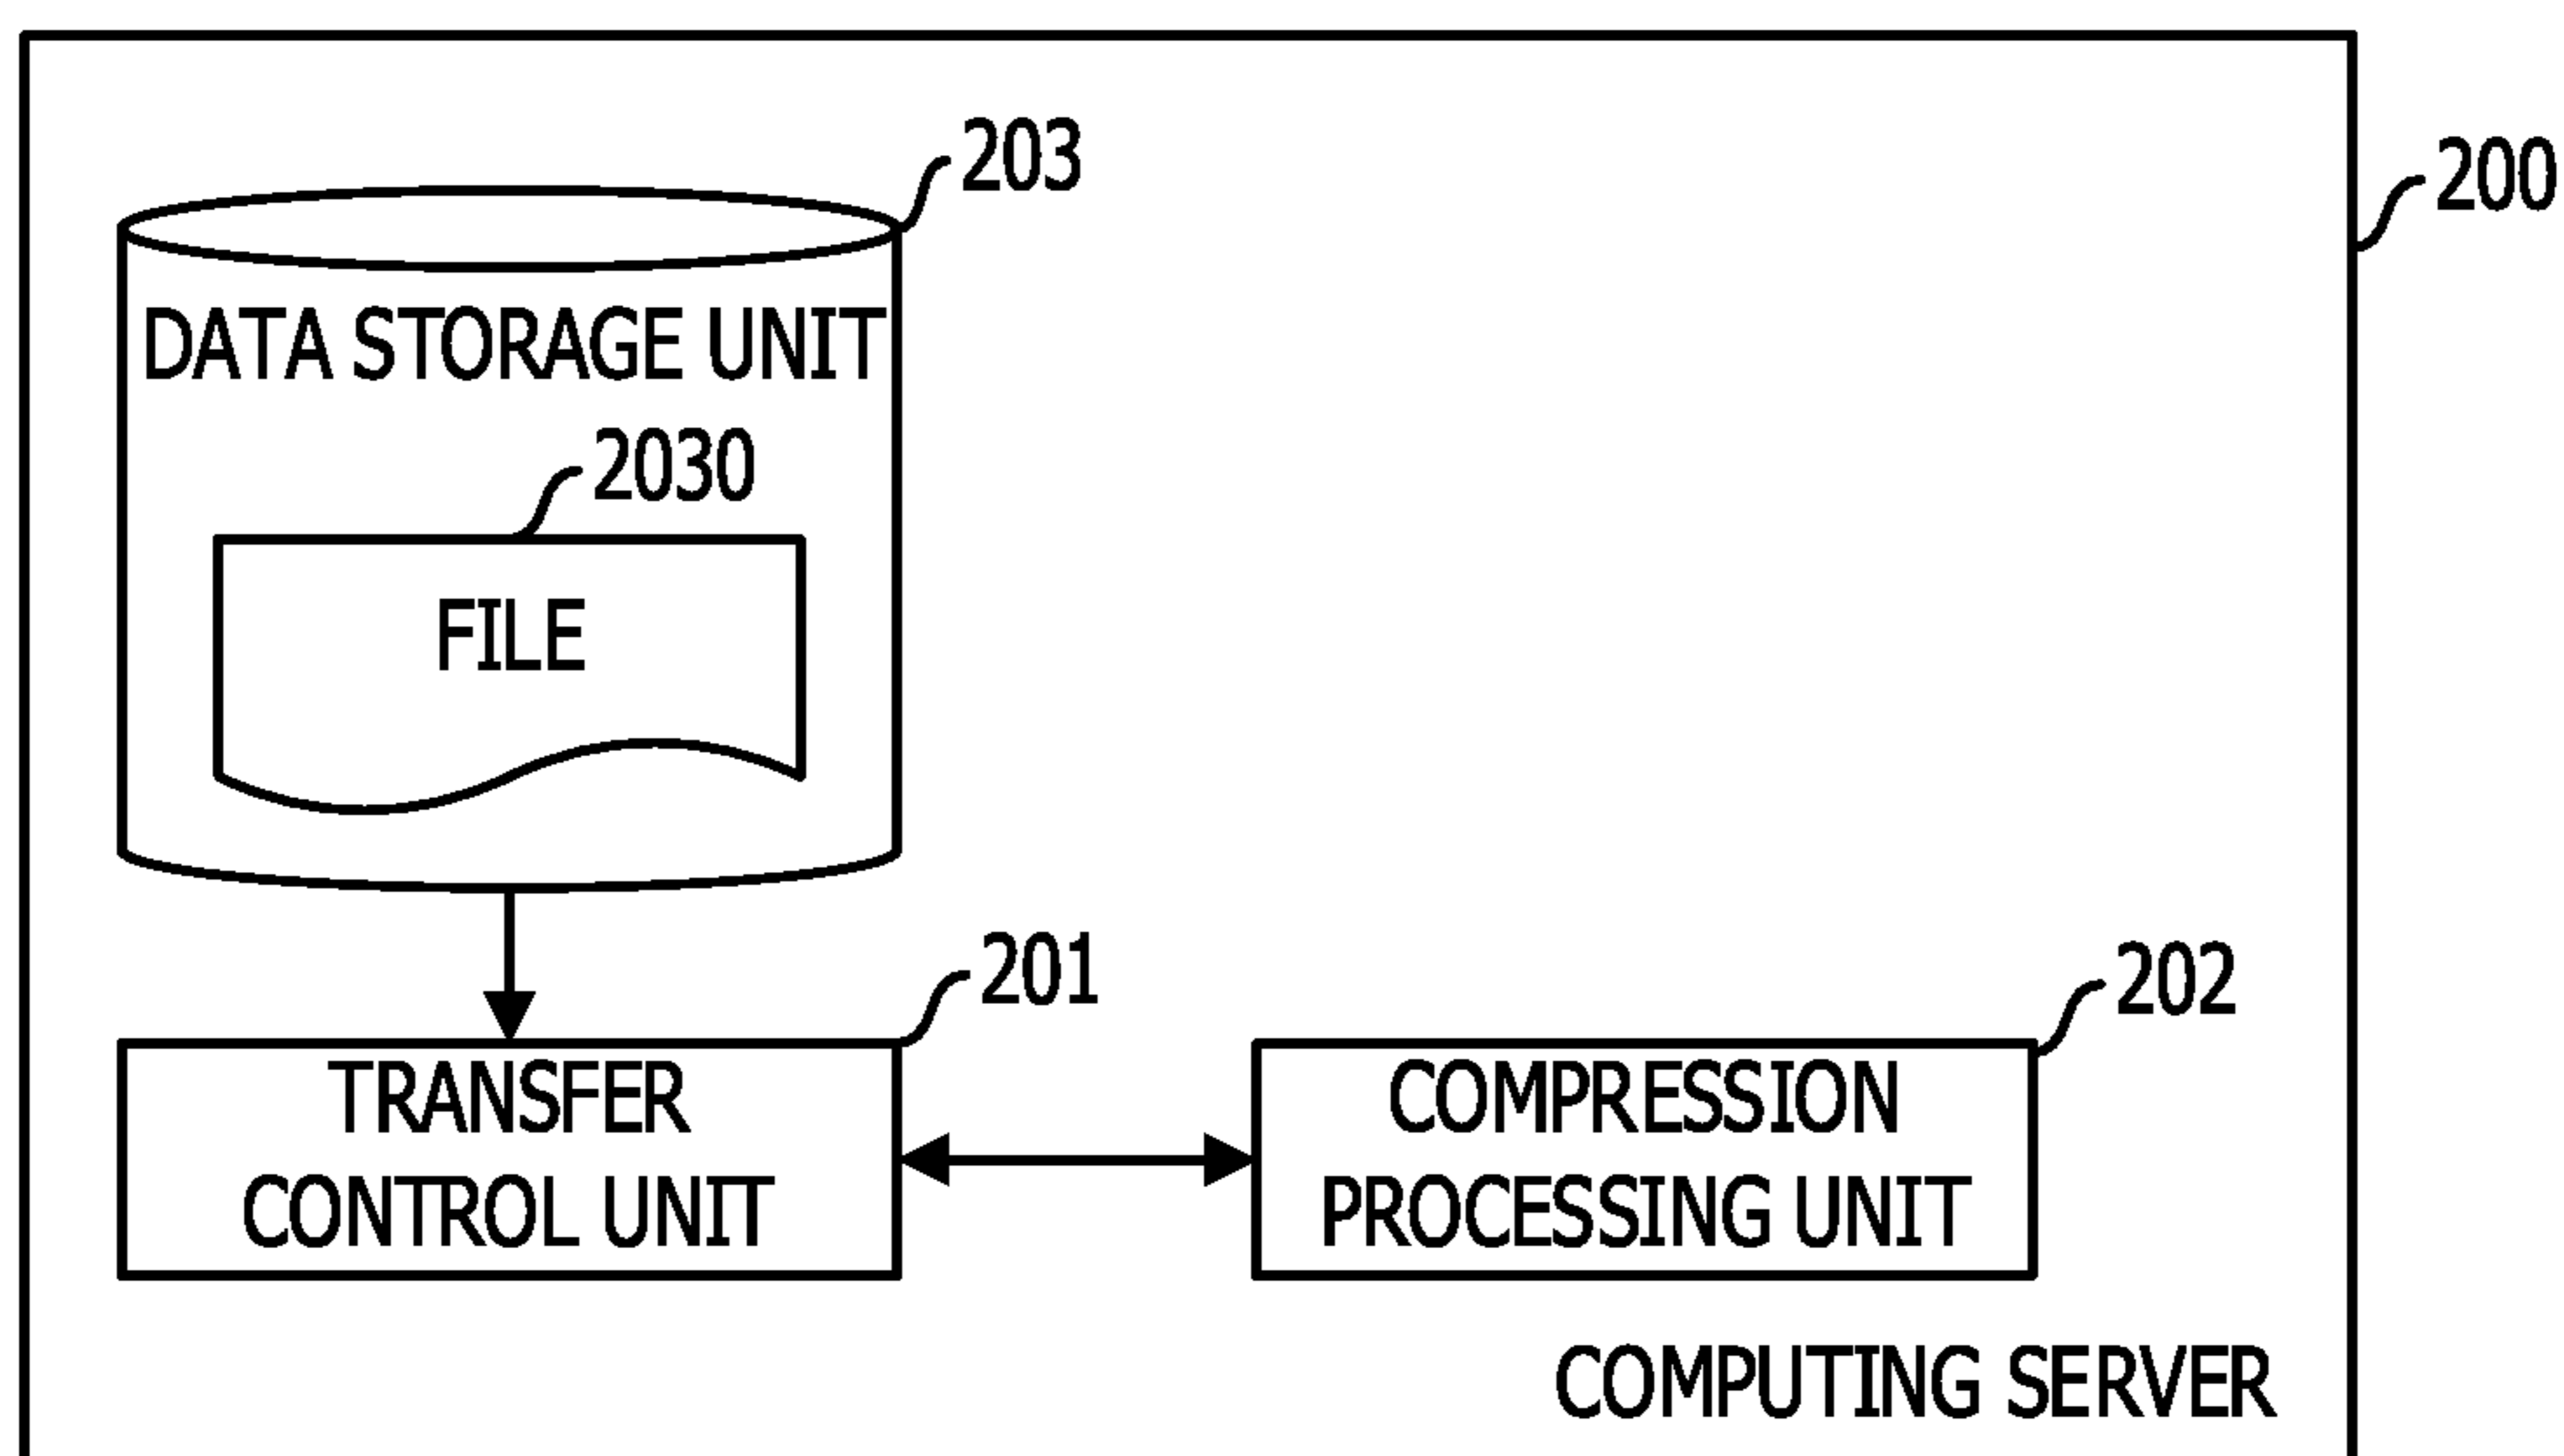 203
200
DATA STORAGE UNIT
2030
FILE
201
202
TRANSFER
CONTROL UNIT
COMPRESSION
PROCESSING UNIT
COMPUTING SERVER